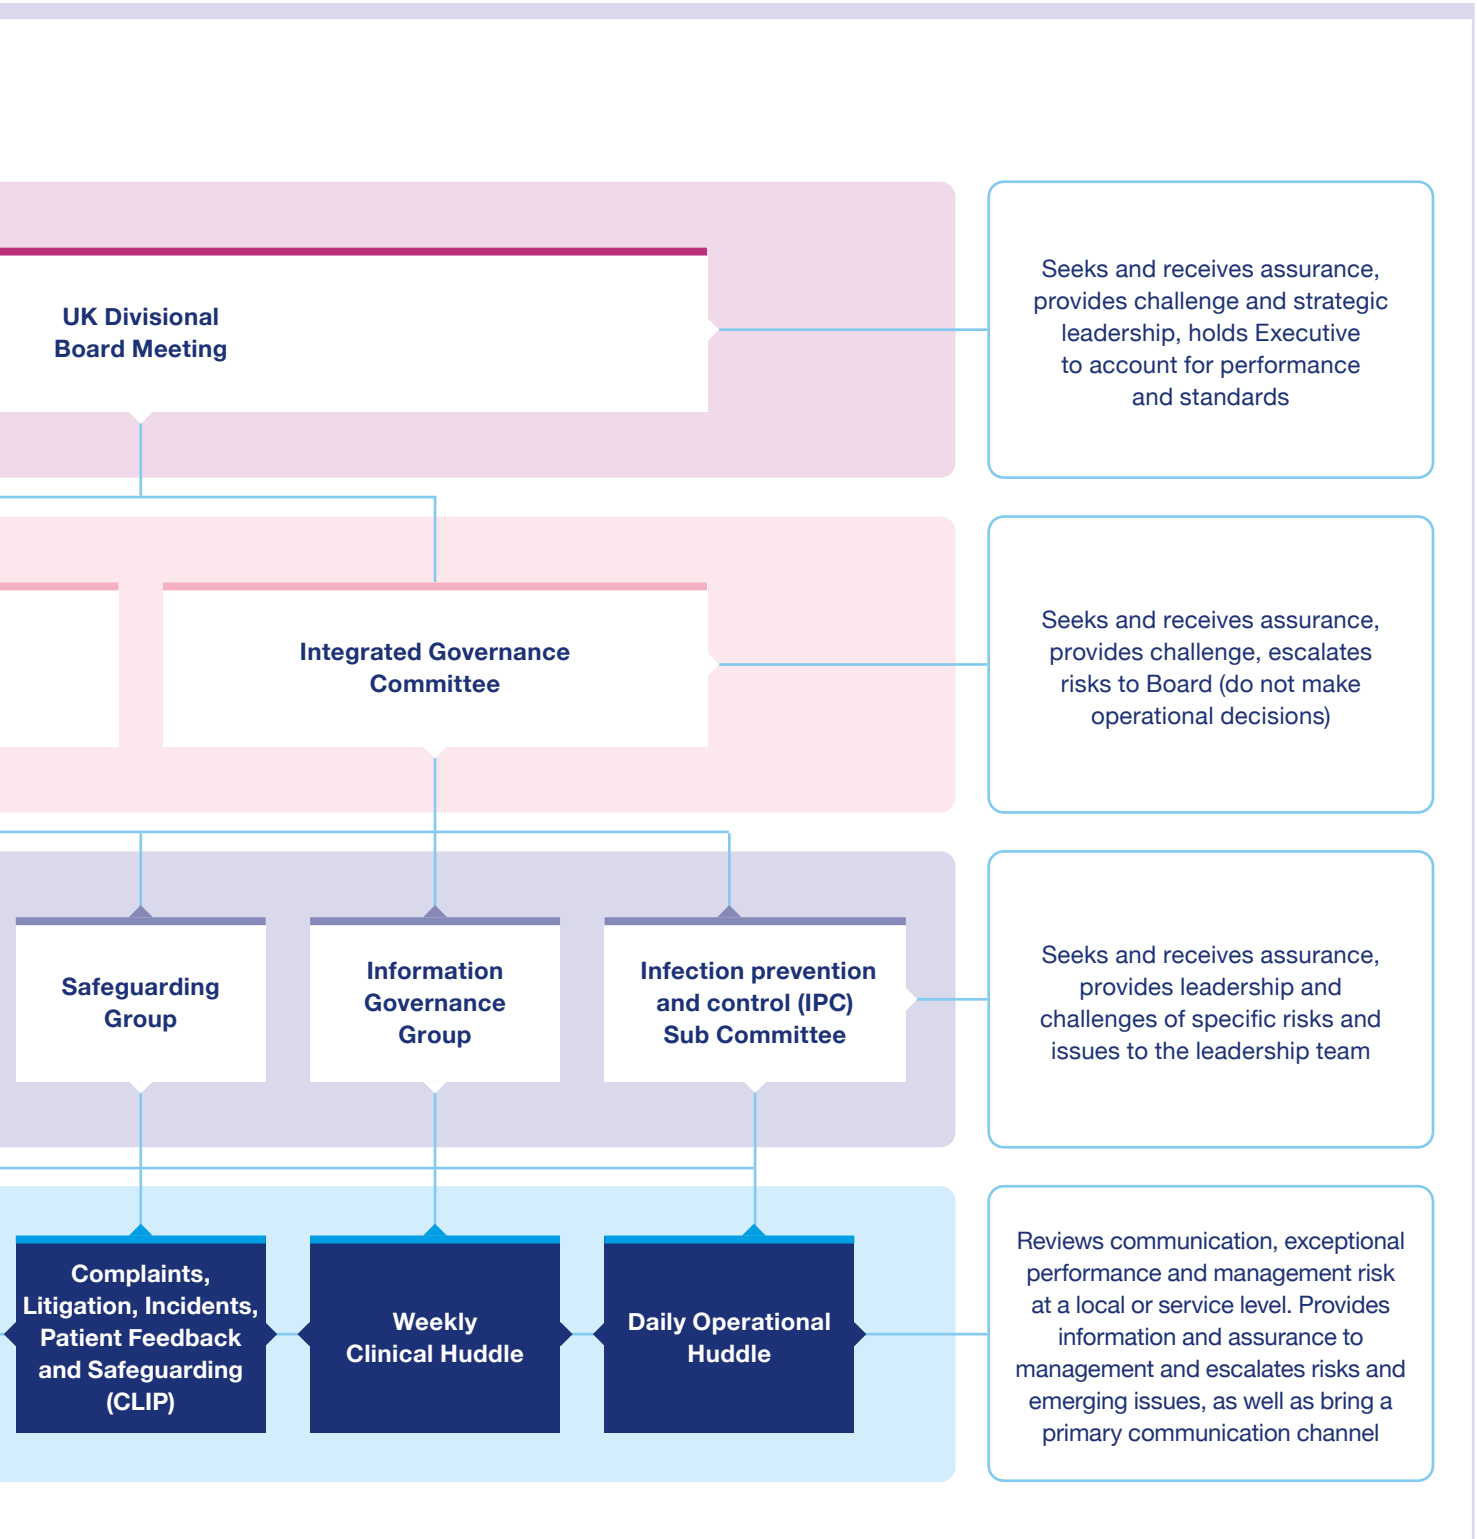 UK Divisional
Board Meeting
Seeks and receives assurance,
provides challenge and strategic
leadership, holds Executive
to account for performance
and standards
Integrated Governance
Committee
Seeks and receives assurance,
provides challenge, escalates
risks to Board (do not make
operational decisions)
Safeguarding
Group
Information
Governance
Group
Infection prevention
and control (IPC)
Sub Committee
Seeks and receives assurance,
provides leadership and
challenges of specific risks and
issues to the leadership team
Complaints,
Litigation, Incidents,
Patient Feedback
and Safeguarding
(CLIP)
Weekly
Clinical Huddle
Daily Operational
Huddle
Reviews communication, exceptional
performance and management risk
at a local or service level. Provides
information and assurance to
management and escalates risks and
emerging issues, as well as bring a
primary communication channel